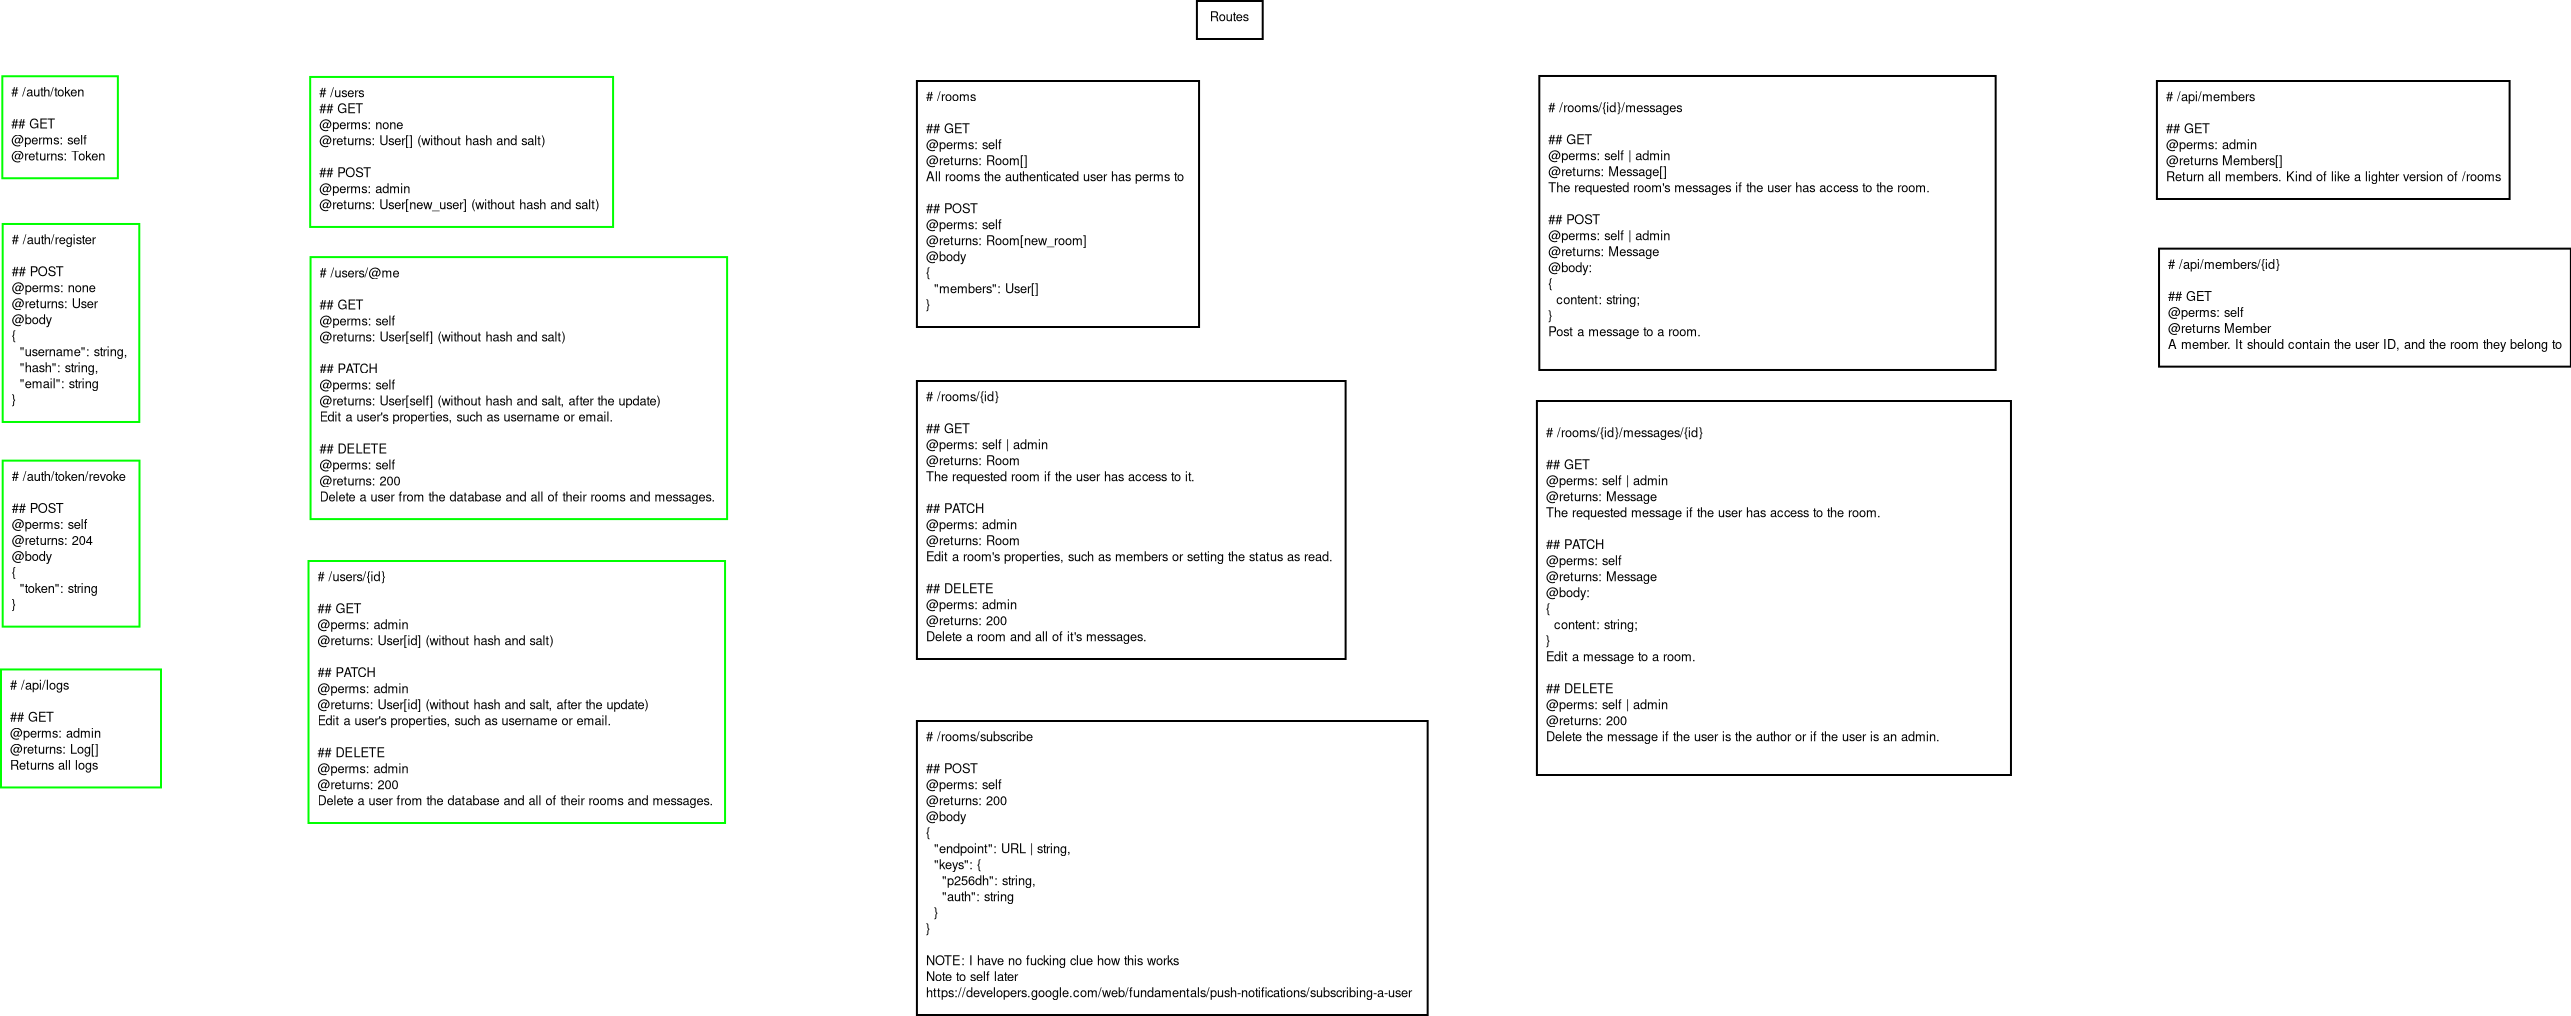 Routes
# /auth/token
## GET
@perms: self
@returns: Token
# /auth/register
## POST
@perms: none
@returns: User
@body
{
"username": string,
"hash": string,
"email": string
}
# /auth/token/revoke
## POST
@perms: self
@returns: 204
@body
{
"token": string
}
# /api/logs
## GET
@perms: admin
@returns: Log[]
Returns all logs
# /users
## GET
@perms: none
@returns: User[] (without hash and salt)
## POST
@perms: admin
@returns: User[new_user] (without hash and salt)
# /users/@me
## GET
@perms: self
@returns: User[self] (without hash and salt)
## PATCH
@perms: self
@returns: User[self] (without hash and salt, after the update)
Edit a user's properties, such as username or email.
## DELETE
@perms: self
@returns: 200
Delete a user from the database and all of their rooms and messages.
# /users/{id}
## GET
@perms: admin
@returns: User[id] (without hash and salt)
## PATCH
@perms: admin
@returns: User[id] (without hash and salt, after the update)
Edit a user's properties, such as username or email.
## DELETE
@perms: admin
@returns: 200
Delete a user from the database and all of their rooms and messages.
# /rooms
## GET
@perms: self
@returns: Room[]
All rooms the authenticated user has perms to
## POST
@perms: self
@returns: Room[new_room]
@body
{
"members": User[]
}
# /rooms/{id}
## GET
@perms: self | admin
@returns: Room
The requested room if the user has access to it.
## PATCH
@perms: admin
@returns: Room
Edit a room's properties, such as members or setting the status as read.
## DELETE
@perms: admin
@returns: 200
Delete a room and all of it's messages.
# /rooms/subscribe
## POST
@perms: self
@returns: 200
@body
{
"endpoint": URL | string,
"keys": {
"p256dh": string,
"auth": string
}
}
NOTE: I have no fucking clue how this works
Note to self later
https://developers.google.com/web/fundamentals/push-notifications/subscribing-a-user
# /rooms/{id}/messages
## GET
@perms: self | admin
@returns: Message[]
The requested room's messages if the user has access to the room.
## POST
@perms: self | admin
@returns: Message
@body:
{
content: string;
}
Post a message to a room.
# /rooms/{id}/messages/{id}
## GET
@perms: self | admin
@returns: Message
The requested message if the user has access to the room.
## PATCH
@perms: self
@returns: Message
@body:
{
content: string;
}
Edit a message to a room.
## DELETE
@perms: self | admin
@returns: 200
Delete the message if the user is the author or if the user is an admin.
# /api/members
## GET
@perms: admin
@returns Members[]
Return all members. Kind of like a lighter version of /rooms
# /api/members/{id}
## GET
@perms: self
@returns Member
A member. It should contain the user ID, and the room they belong to